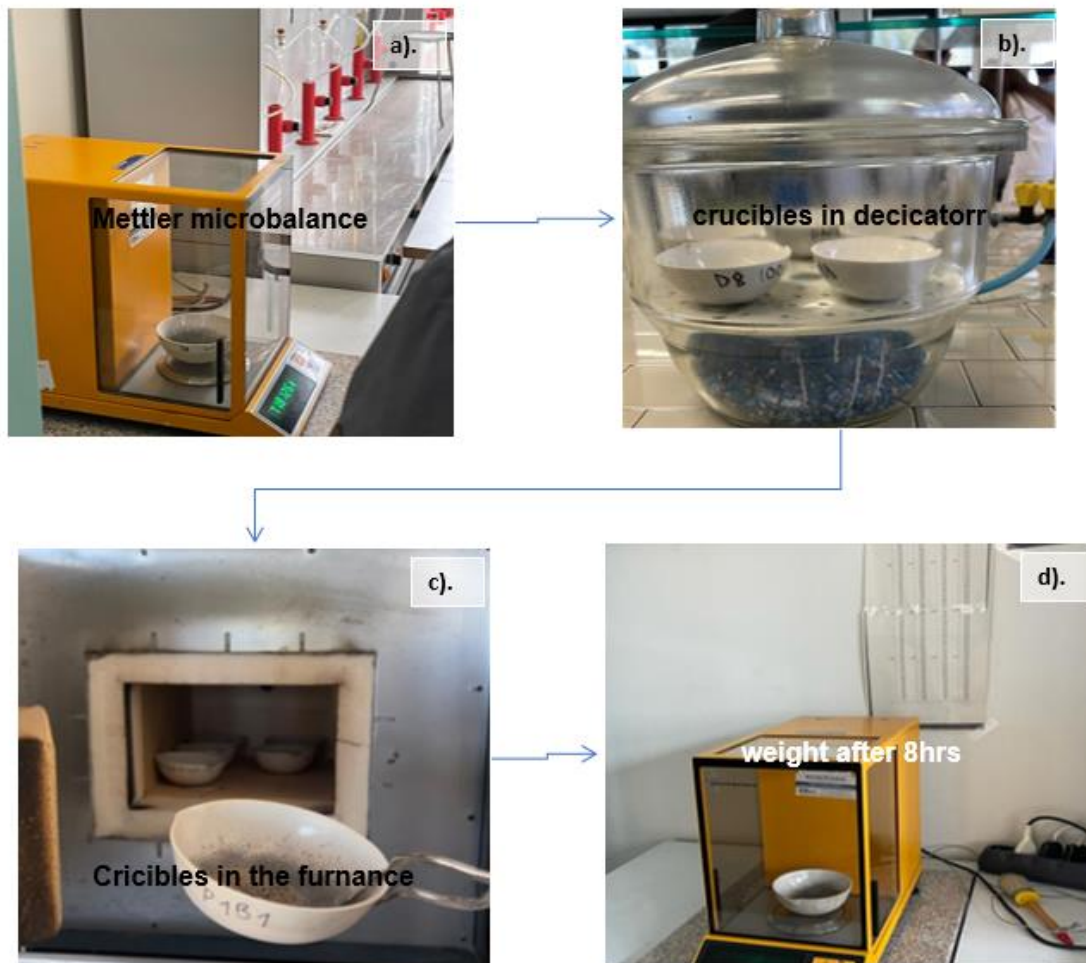 a).
Mettler microbalance
b).
crucibles in decicatorr
D8 100
c).
Cricibles in the furnance
1B1
d).
weight after 8hrs